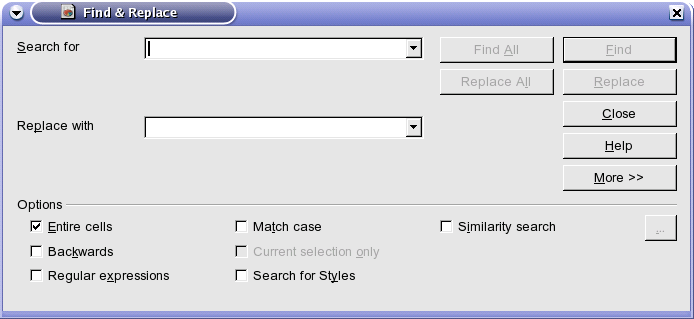 Find & Replace
Search for
Find All
Find
Replace All
Replace
Replace with
Close
Help
More >>
Options
Entire cells
Match case
Similarity search
...
Backwards
Current selection only
Regular expressions
Search for Styles